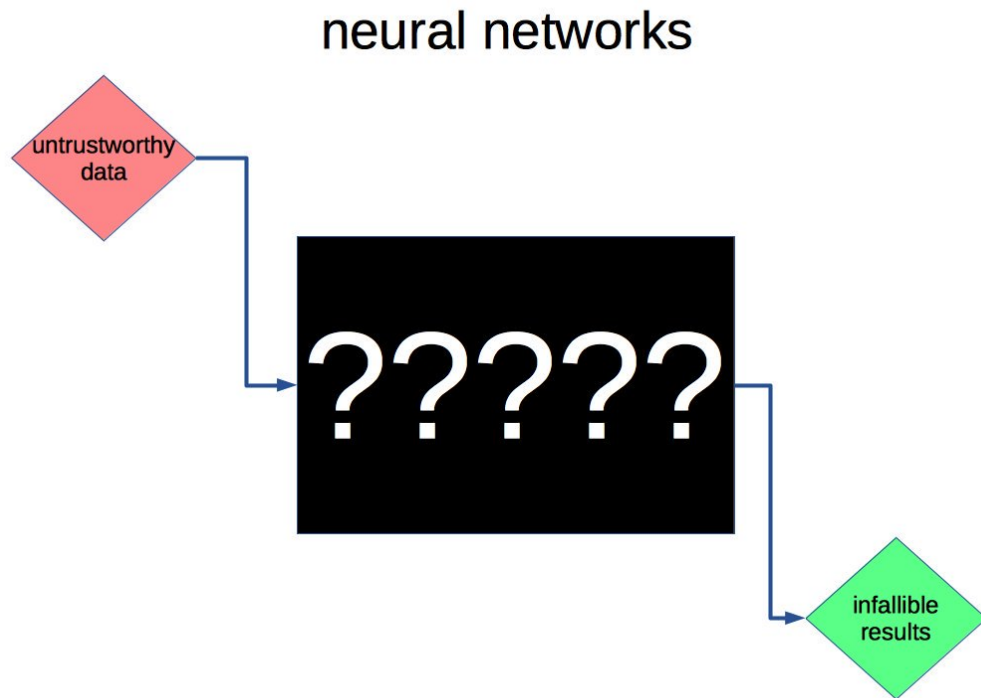 neural networks
untrustworthy
data
?????
infallible
results